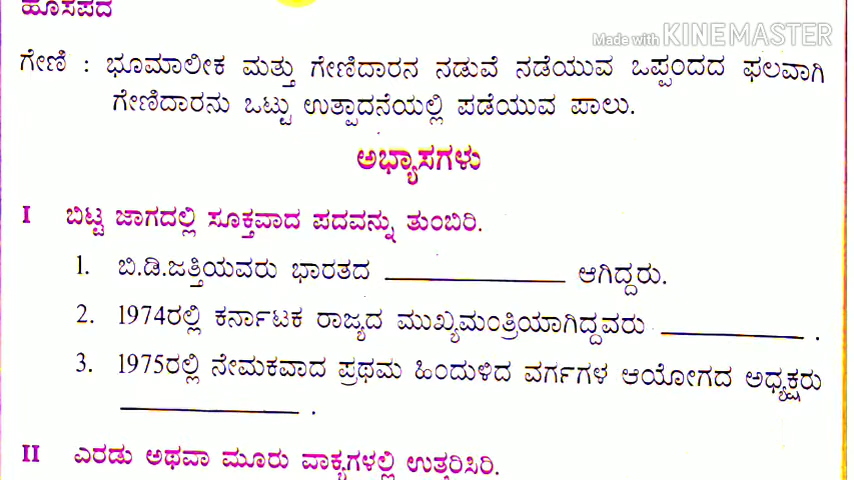 ಹೊಸಪದ
Made with KINEMASTER
ಗೇಣಿ : ಭೂಮಾಲೀಕ ಮತ್ತು ಗೇಣಿದಾರನ ನಡುವೆ ನಡೆಯುವ ಒಪ್ಪಂದದ ಫಲವಾಗಿ
ಗೇಣಿದಾರನು ಒಟ್ಟು ಉತ್ಪಾದನೆಯಲ್ಲಿ ಪಡೆಯುವ ಪಾಲು.
ಅಭ್ಯಾಸಗಳು
I ಬಿಟ್ಟ ಜಾಗದಲ್ಲಿ ಸೂಕ್ತವಾದ ಪದವನ್ನು ತುಂಬಿರಿ.
1. ಬಿ.ಡಿ.ಜತ್ತಿಯವರು ಭಾರತದ ____________ ಆಗಿದ್ದರು.
2. 1974ರಲ್ಲಿ ಕರ್ನಾಟಕ ರಾಜ್ಯದ ಮುಖ್ಯಮಂತ್ರಿಯಾಗಿದ್ದವರು __________ .
3. 1975ರಲ್ಲಿ ನೇಮಕವಾದ ಪ್ರಥಮ ಹಿಂದುಳಿದ ವರ್ಗಗಳ ಆಯೋಗದ ಅಧ್ಯಕ್ಷರು
____________ .
II ಎರಡು ಅಥವಾ ಮೂರು ವಾಕ್ಯಗಳಲ್ಲಿ ಉತ್ತರಿಸಿರಿ.